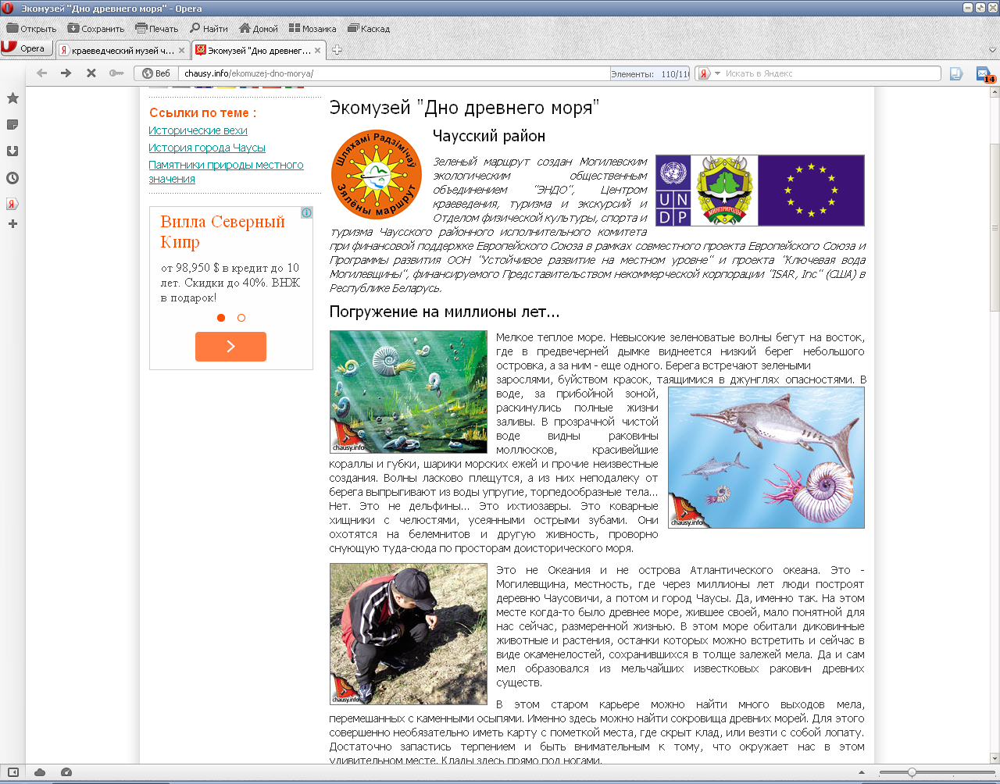 Экомузей "Дно древнего моря" - Opera
Открыть Сохранить Печать Найти Домой Мозаика Каскад
Opera краеведческий музей ч... Экомузей "Дно древнег...
Веб chausy.info/ekomuzej-dno-morya/ Элементы: 110/110 Искать в Яндекс 14
Ссылки по теме :
Исторические вехи
История города Чаусы
Памятники природы местного
значения
Вилла Северный
Кипр
от 98,950 $ в кредит до 10
лет. Скидки до 40%. ВНЖ
в подарок!
Экомузей "Дно древнего моря"
Шляхамі Радзімічаў
Зялёны маршрут
Чаусский район
UN
DP
МИНПРИРОДЫ
Зеленый маршрут создан Могилевским
экологическим общественным
объединением "ЭНДО", Центром
краеведения, туризма и экскурсий и
Отделом физической культуры, спорта и
туризма Чаусского районного исполнительного комитета
при финансовой поддержке Европейского Союза в рамках совместного проекта Европейского Союза и
Программы развития ООН "Устойчивое развитие на местном уровне" и проекта "Ключевая вода
Могилевщины", финансируемого Представительством некоммерческой корпорации "ISAR, Inc" (США) в
Республике Беларусь.
Погружение на миллионы лет...
chausy.info
Мелкое теплое море. Невысокие зеленоватые волны бегут на восток,
где в предвечерней дымке виднеется низкий берег небольшого
островка, а за ним - еще одного. Берега встречают зелеными
зарослями, буйством красок, таящимися в джунглях опасностями. В
воде, за прибойной зоной,
раскинулись полные жизни
заливы. В прозрачной чистой
воде видны раковины
моллюсков, красивейшие
кораллы и губки, шарики морских ежей и прочие неизвестные
создания. Волны ласково плещутся, а из них неподалеку от
берега выпрыгивают из воды упругие, торпедообразные тела...
Нет. Это не дельфины... Это ихтиозавры. Это коварные
хищники с челюстями, усеянными острыми зубами. Они
охотятся на белемнитов и другую живность, проворно
снующую туда-сюда по просторам доисторического моря.
chausy.info
Это не Океания и не острова Атлантического океана. Это -
Могилевщина, местность, где через миллионы лет люди построят
деревню Чаусовичи, а потом и город Чаусы. Да, именно так. На этом
месте когда-то было древнее море, жившее своей, мало понятной для
нас сейчас, размеренной жизнью. В этом море обитали диковинные
животные и растения, останки которых можно встретить и сейчас в
виде окаменелостей, сохранившихся в толще залежей мела. Да и сам
мел образовался из мельчайших известковых раковин древних
существ.
chausy.info
В этом старом карьере можно найти много выходов мела,
перемешанных с каменными осыпями. Именно здесь можно найти сокровища древних морей. Для этого
совершенно необязательно иметь карту с пометкой места, где скрыт клад, или везти с собой лопату.
Достаточно запастись терпением и быть внимательным к тому, что окружает нас в этом
удивительном месте. Клады здесь прямо под ногами.